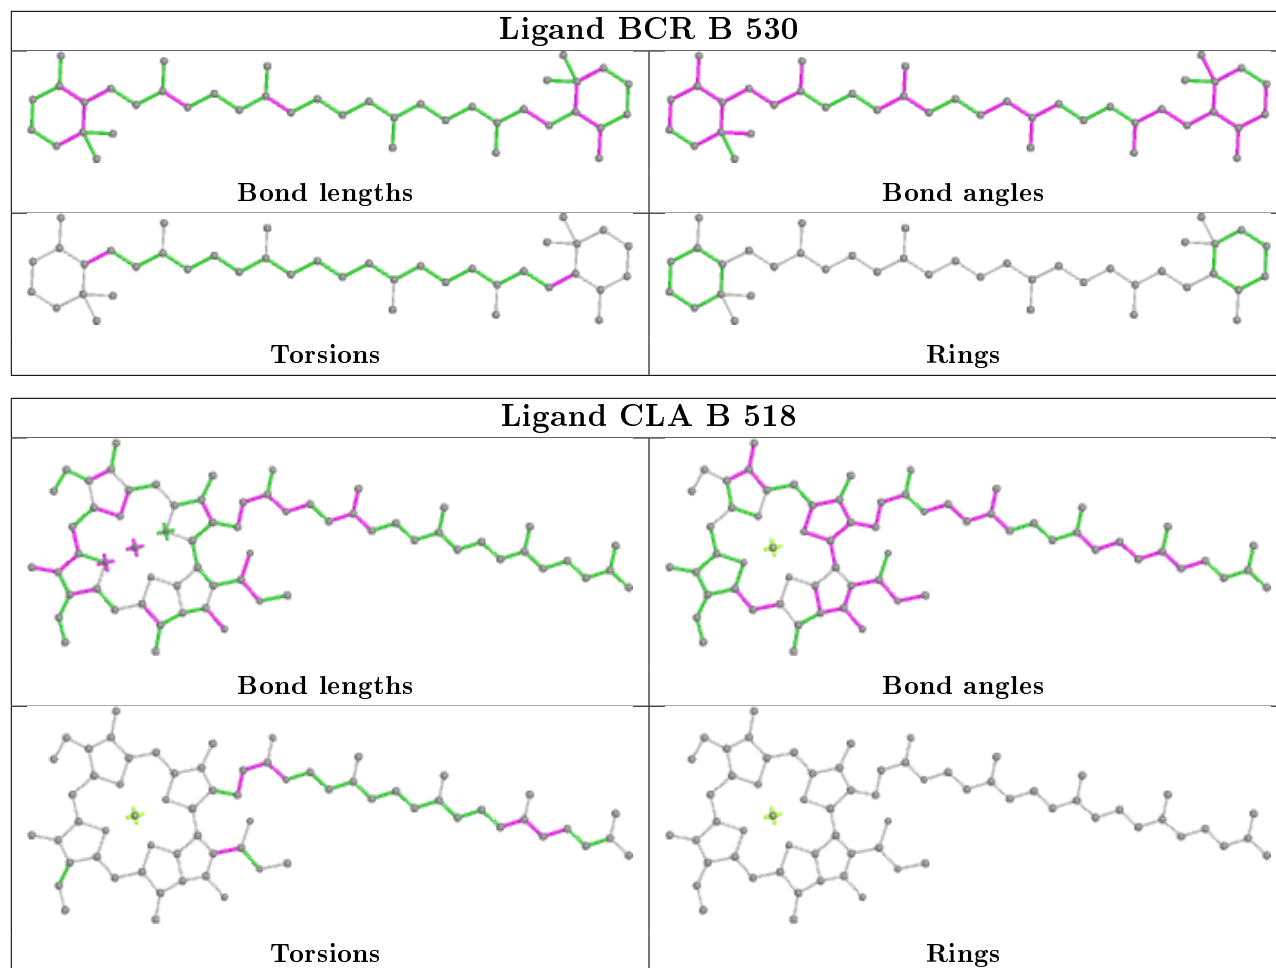 Ligand BCR B 530
Bond lengths
Bond angles
Torsions
Rings
Ligand CLA B 518
Bond lengths
Bond angles
Torsions
Rings